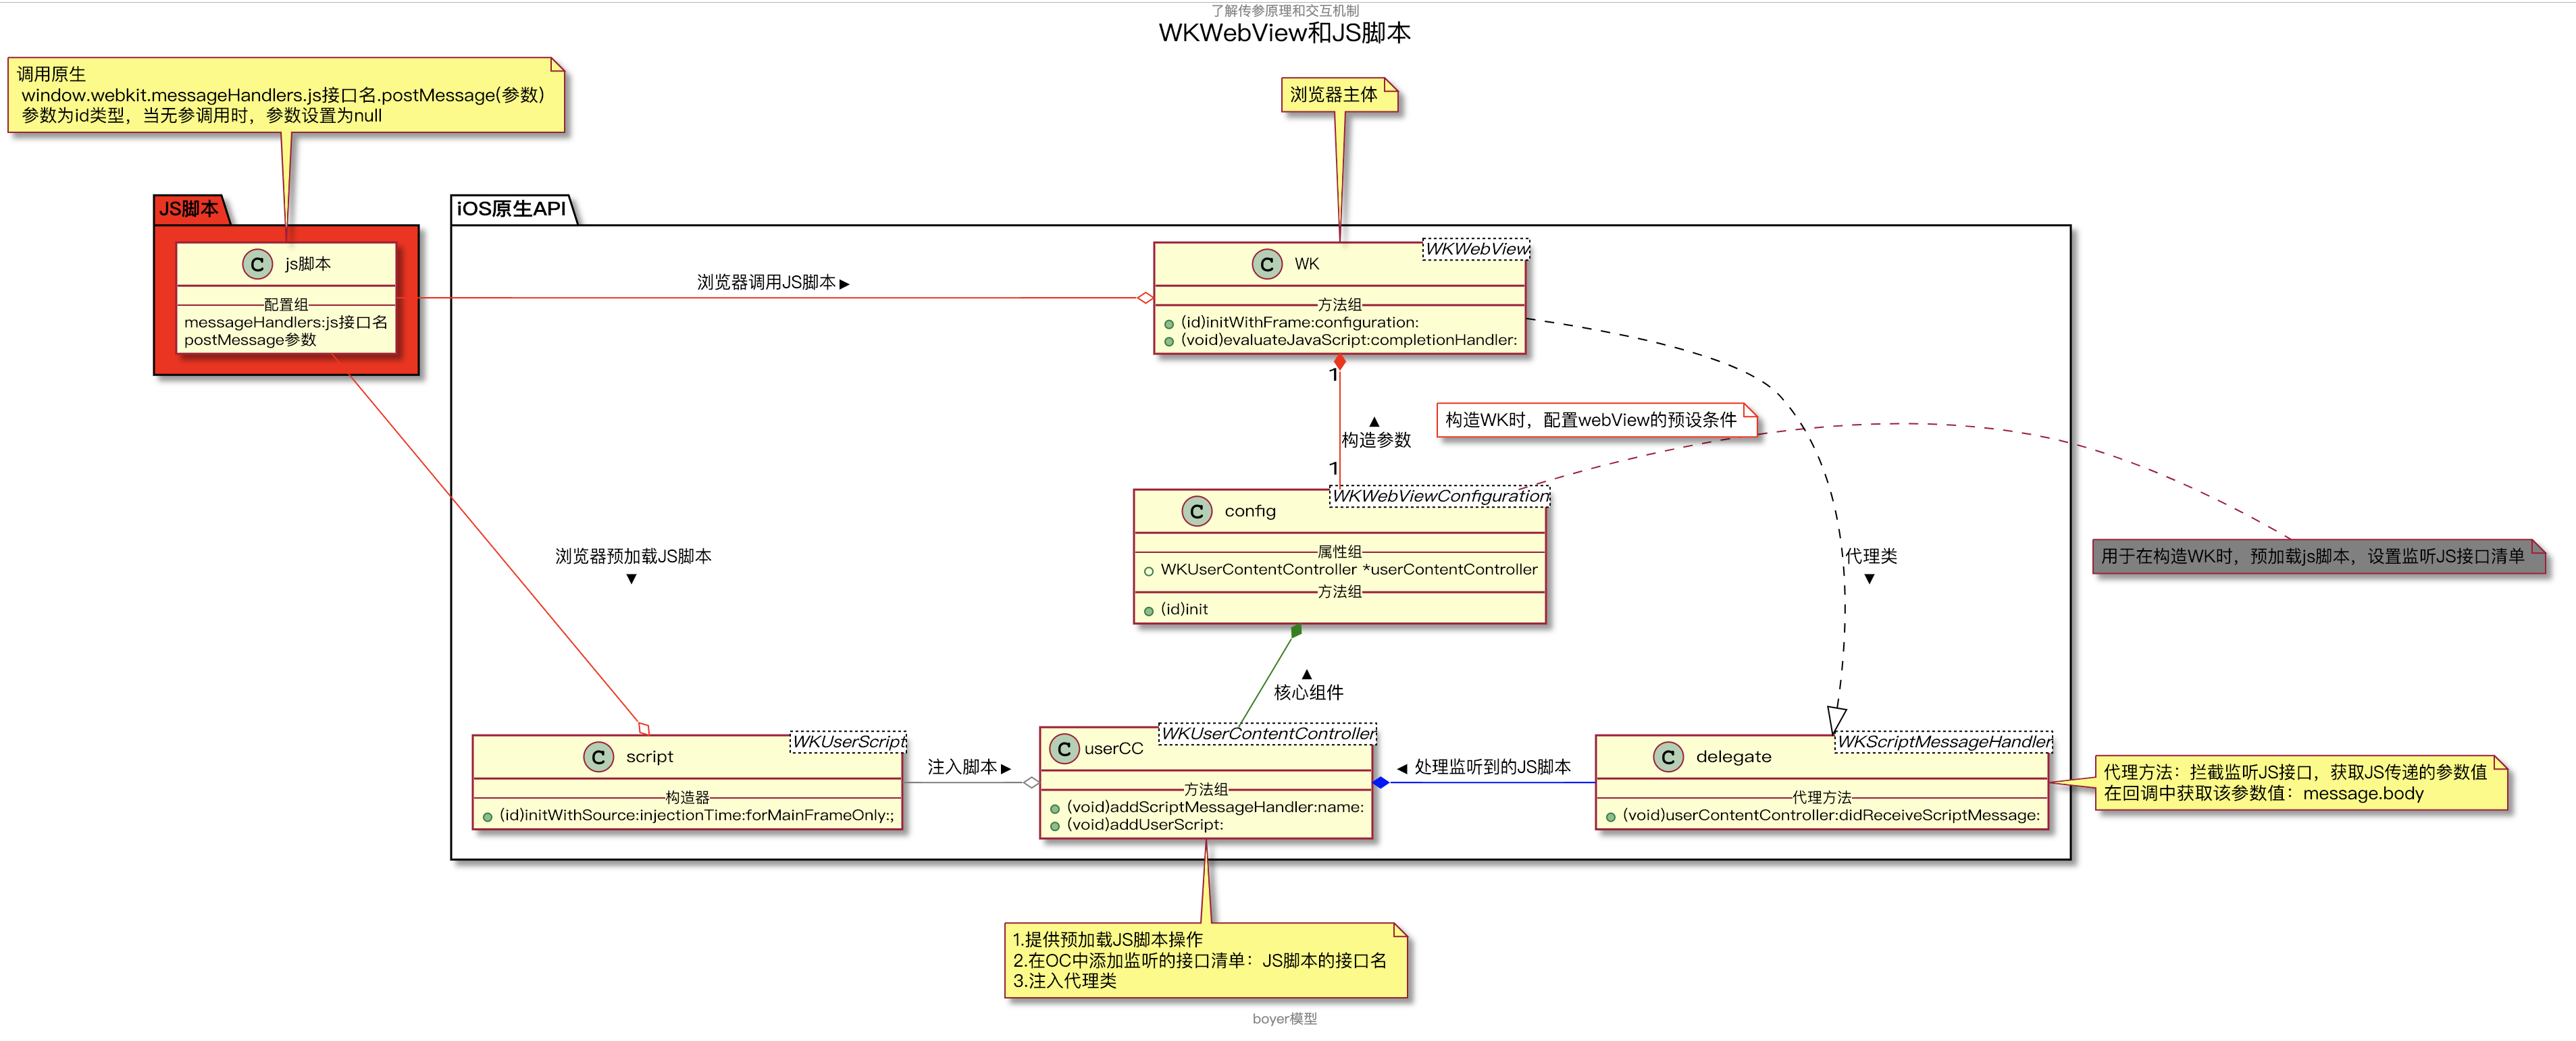 了解传参原理和交互机制
WKWebView和JS脚本
调用原生
window.webkit.messageHandlers.js接口名.postMessage(参数)
参数为id类型，当无参调用时，参数设置为null
浏览器主体
JS脚本
iOS原生API
C js脚本
配置组
messageHandlers:js接口名
postMessage参数
浏览器调用JS脚本 ▶
WKWebView
C WK
方法组
(id)initWithFrame:configuration:
(void)evaluateJavaScript:completionHandler:
1
▲
构造参数
1
构造WK时，配置webView的预设条件
WKWebViewConfiguration
C config
属性组
WKUserContentController *userContentController
方法组
(id)init
浏览器预加载JS脚本
▼
代理类
▼
用于在构造WK时，预加载js脚本，设置监听JS接口清单
▲
核心组件
WKUserScript
C script
构造器
(id)initWithSource:injectionTime:forMainFrameOnly:;
注入脚本 ▶
WKUserContentController
C userCC
方法组
(void)addScriptMessageHandler:name:
(void)addUserScript:
◀ 处理监听到的JS脚本
WKScriptMessageHandler
C delegate
代理方法
(void)userContentController:didReceiveScriptMessage:
代理方法：拦截监听JS接口，获取JS传递的参数值
在回调中获取该参数值：message.body
1.提供预加载JS脚本操作
2.在OC中添加监听的接口清单：JS脚本的接口名
3.注入代理类
boyer模型